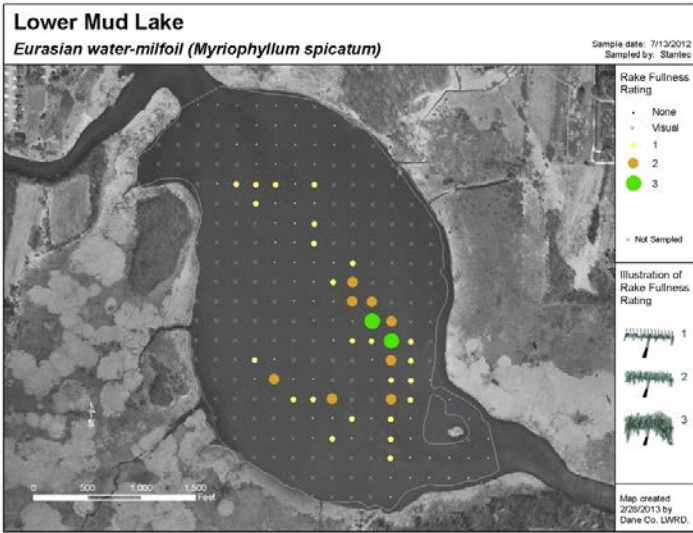 Lower Mud Lake
Eurasian water-milfoil (Myriophyllum spicatum)
Sample date: 7/13/2012
Sampled by: Stantec
Rake Fullness
Rating
None
Visual
1
2
3
Not Sampled
Illustration of
Rake Fullness
Rating
1
2
3
N
0 500 1,000 1,500
Feet
Map created
2/28/2013 by
Dane Co. LWRD.